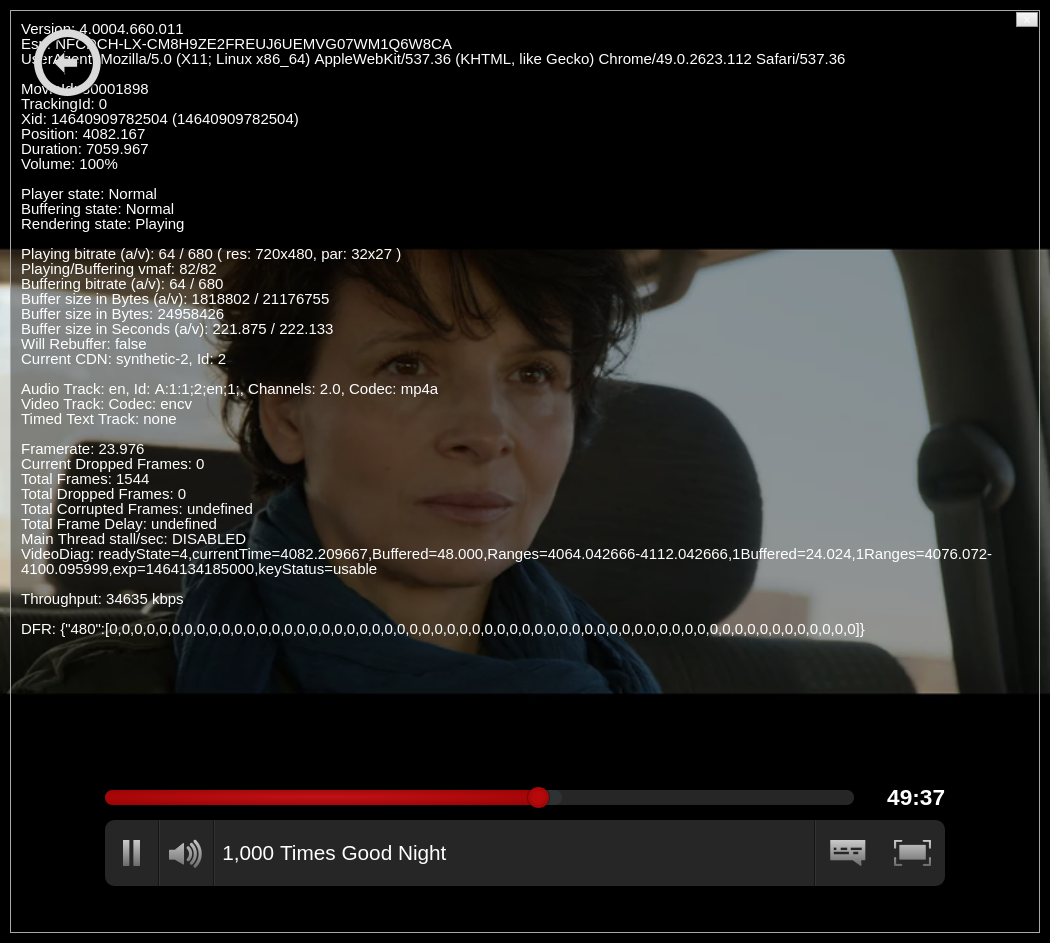 Version: 4.0004.660.011
Esn: NFCDCH-LX-CM8H9ZE2FREUJ6UEMVG07WM1Q6W8CA
UserAgent: Mozilla/5.0 (X11; Linux x86_64) AppleWebKit/537.36 (KHTML, like Gecko) Chrome/49.0.2623.112 Safari/537.36
MovieId: 80001898
TrackingId: 0
Xid: 14640909782504 (14640909782504)
Position: 4082.167
Duration: 7059.967
Volume: 100%
Player state: Normal
Buffering state: Normal
Rendering state: Playing
Playing bitrate (a/v): 64 / 680 ( res: 720x480, par: 32x27 )
Playing/Buffering vmaf: 82/82
Buffering bitrate (a/v): 64 / 680
Buffer size in Bytes (a/v): 1818802 / 21176755
Buffer size in Bytes: 24958426
Buffer size in Seconds (a/v): 221.875 / 222.133
Will Rebuffer: false
Current CDN: synthetic-2, Id: 2
Audio Track: en, Id: A:1:1;2;en;1;, Channels: 2.0, Codec: mp4a
Video Track: Codec: encv
Timed Text Track: none
Framerate: 23.976
Current Dropped Frames: 0
Total Frames: 1544
Total Dropped Frames: 0
Total Corrupted Frames: undefined
Total Frame Delay: undefined
Main Thread stall/sec: DISABLED
VideoDiag: readyState=4,currentTime=4082.209667,Buffered=48.000,Ranges=4064.042666-4112.042666,1Buffered=24.024,1Ranges=4076.072-
4100.095999,exp=1464134185000,keyStatus=usable
Throughput: 34635 kbps
DFR: {"480":[0,0,0,0,0,0,0,0,0,0,0,0,0,0,0,0,0,0,0,0,0,0,0,0,0,0,0,0,0,0,0,0,0,0,0,0,0,0,0,0,0,0,0,0,0,0,0,0,0,0,0,0,0,0,0,0,0,0,0,0]}
49:37
1,000 Times Good Night